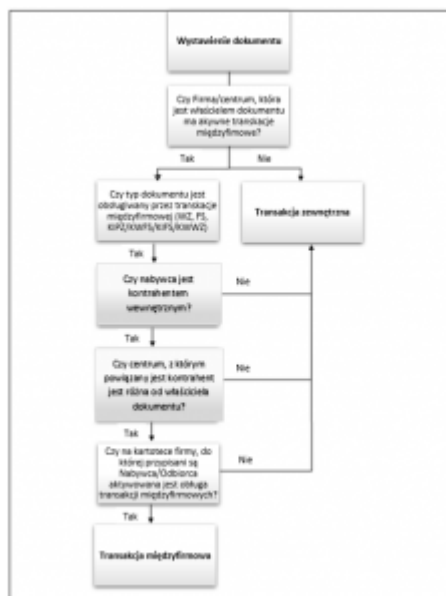 Wystawienie dokumentu
Czy Firma/centrum, która
jest właścicielem dokumentu
ma aktywne transakcje
międzyfirmowe?
Tak
Nie
Czy typ dokumentu jest
obsługiwany przez transakcje
międzyfirmowej (WZ, FS,
Transakcja zewnętrzna
Tak
Czy nabywca jest
kontrahentem
wewnętrznym?
Nie
Tak
Czy centrum, z którym
powiązany jest kontrahent
jest różna od właściciela
dokumentu?
Nie
Tak
Czy na kartotece firmy, do
której przypisani są
Nabywca/Odbiorca
aktywowana jest obsługa
transakcji międzyfirmowych?
Nie
Tak
Transakcja międzyfirmowa